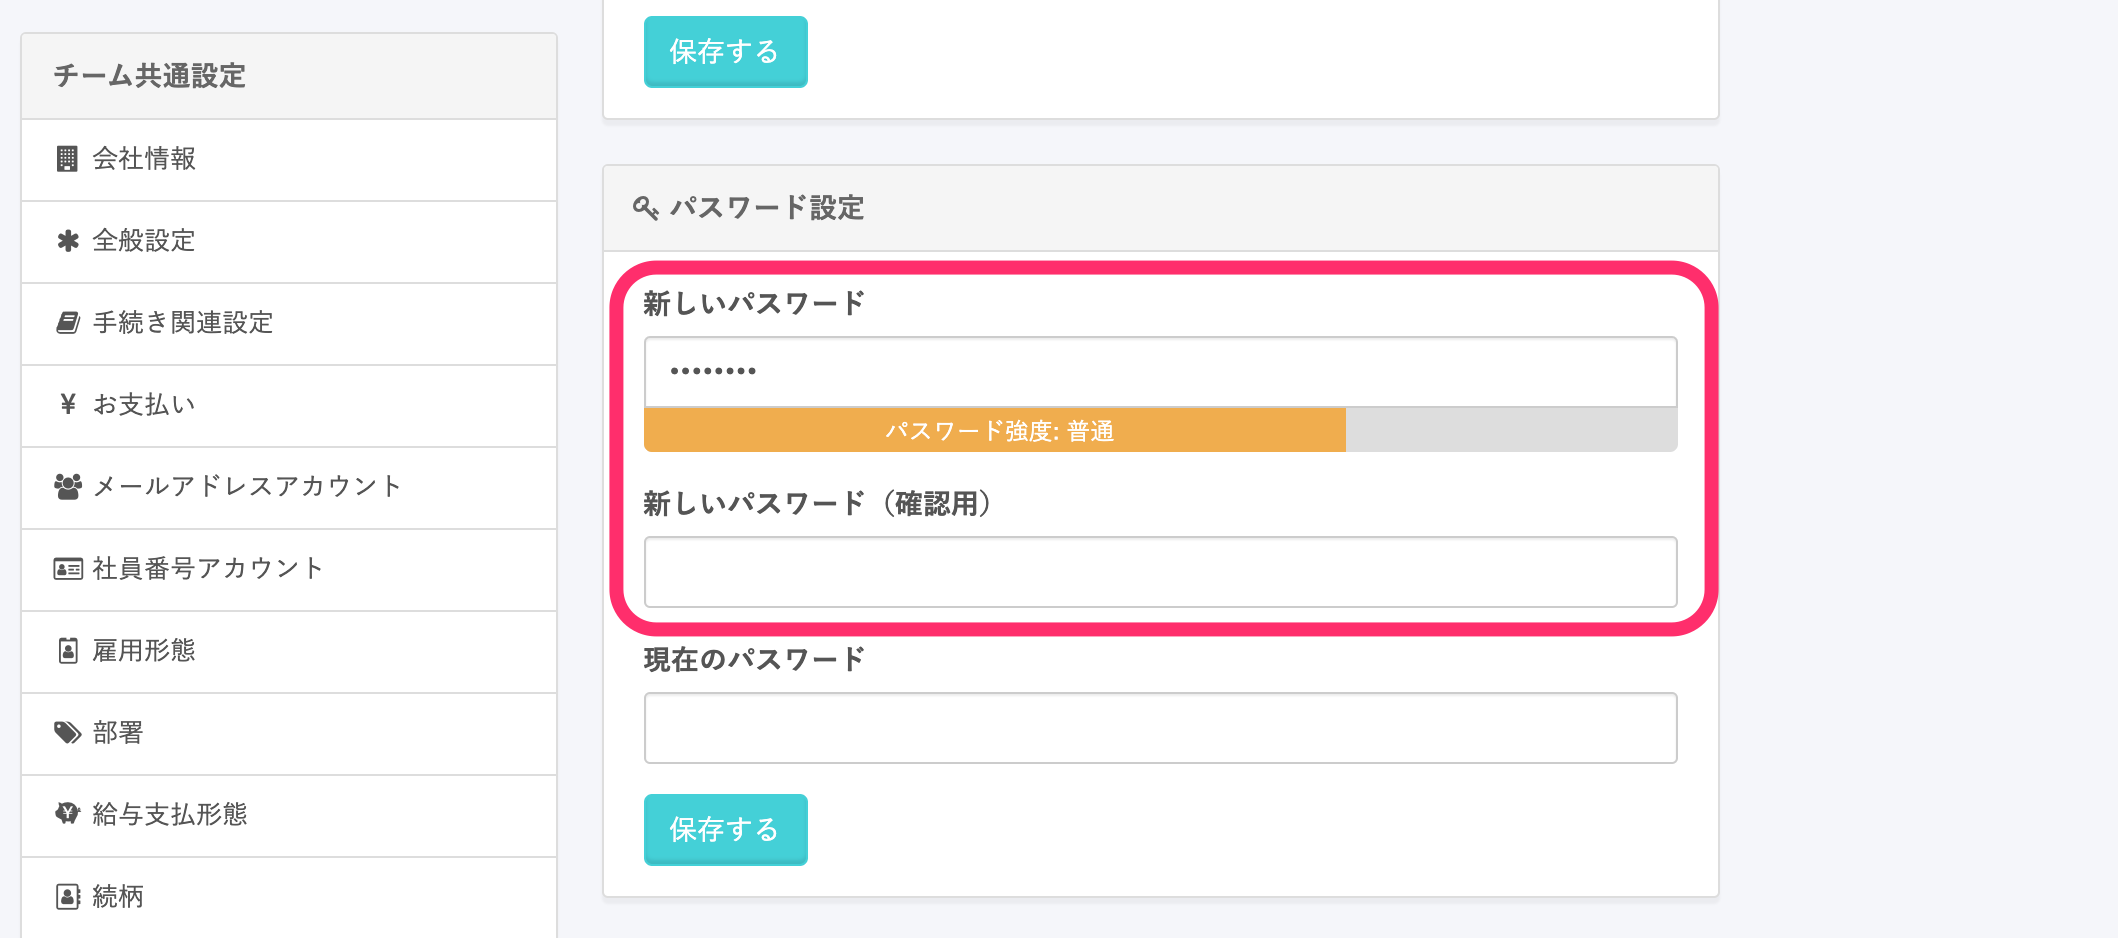 チーム共通設定
会社情報
全般設定
手続き関連設定
お支払い
メールアドレスアカウント
社員番号アカウント
雇用形態
部署
給与支払形態
続柄
保存する
パスワード設定
新しいパスワード
••••••••
パスワード強度: 普通
新しいパスワード（確認用）
現在のパスワード
保存する